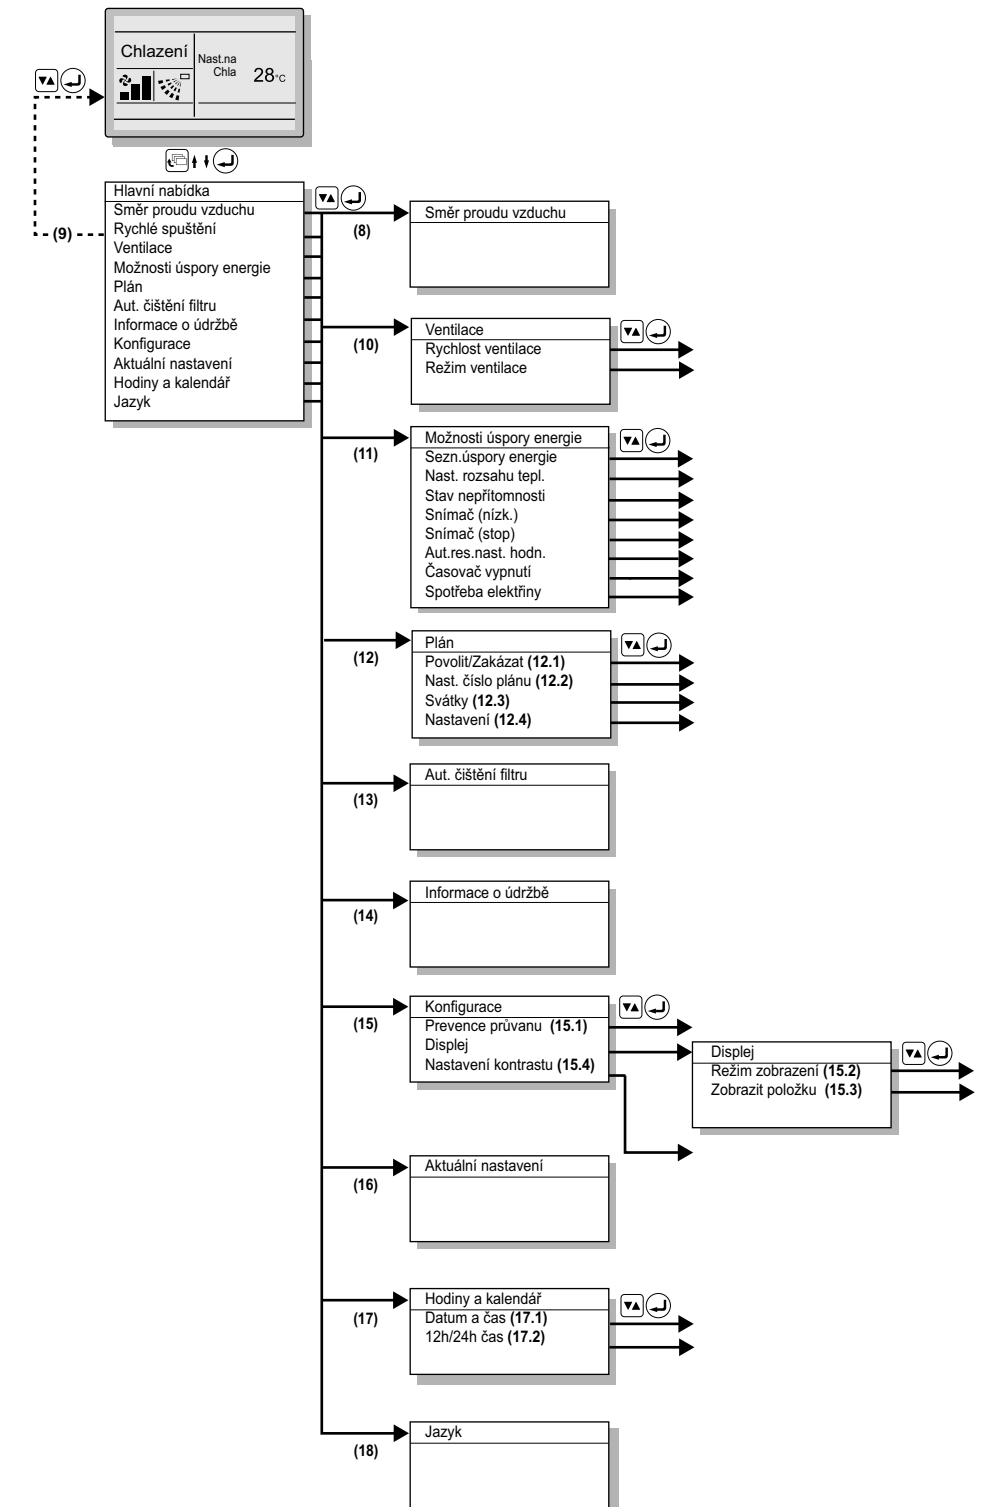 Chlazení
Nast.na
Chla
28°C
Hlavní nabídka
Směr proudu vzduchu
Rychlé spuštění
Ventilace
Možnosti úspory energie
Plán
Aut. čištění filtru
Informace o údržbě
Konfigurace
Aktuální nastavení
Hodiny a kalendář
Jazyk
(9)
(8)
Směr proudu vzduchu
(10)
Ventilace
Rychlost ventilace
Režim ventilace
(11)
Možnosti úspory energie
Sezn.úspory energie
Nast. rozsahu tepl.
Stav nepřítomnosti
Snímač (nízk.)
Snímač (stop)
Aut.res.nast. hodn.
Časovač vypnutí
Spotřeba elektřiny
(12)
Plán
Povolit/Zakázat (12.1)
Nast. číslo plánu (12.2)
Svátky (12.3)
Nastavení (12.4)
(13)
Aut. čištění filtru
(14)
Informace o údržbě
(15)
Konfigurace
Prevence průvanu (15.1)
Displej
Nastavení kontrastu (15.4)
Displej
Režim zobrazení (15.2)
Zobrazit položku (15.3)
(16)
Aktuální nastavení
(17)
Hodiny a kalendář
Datum a čas (17.1)
12h/24h čas (17.2)
(18)
Jazyk